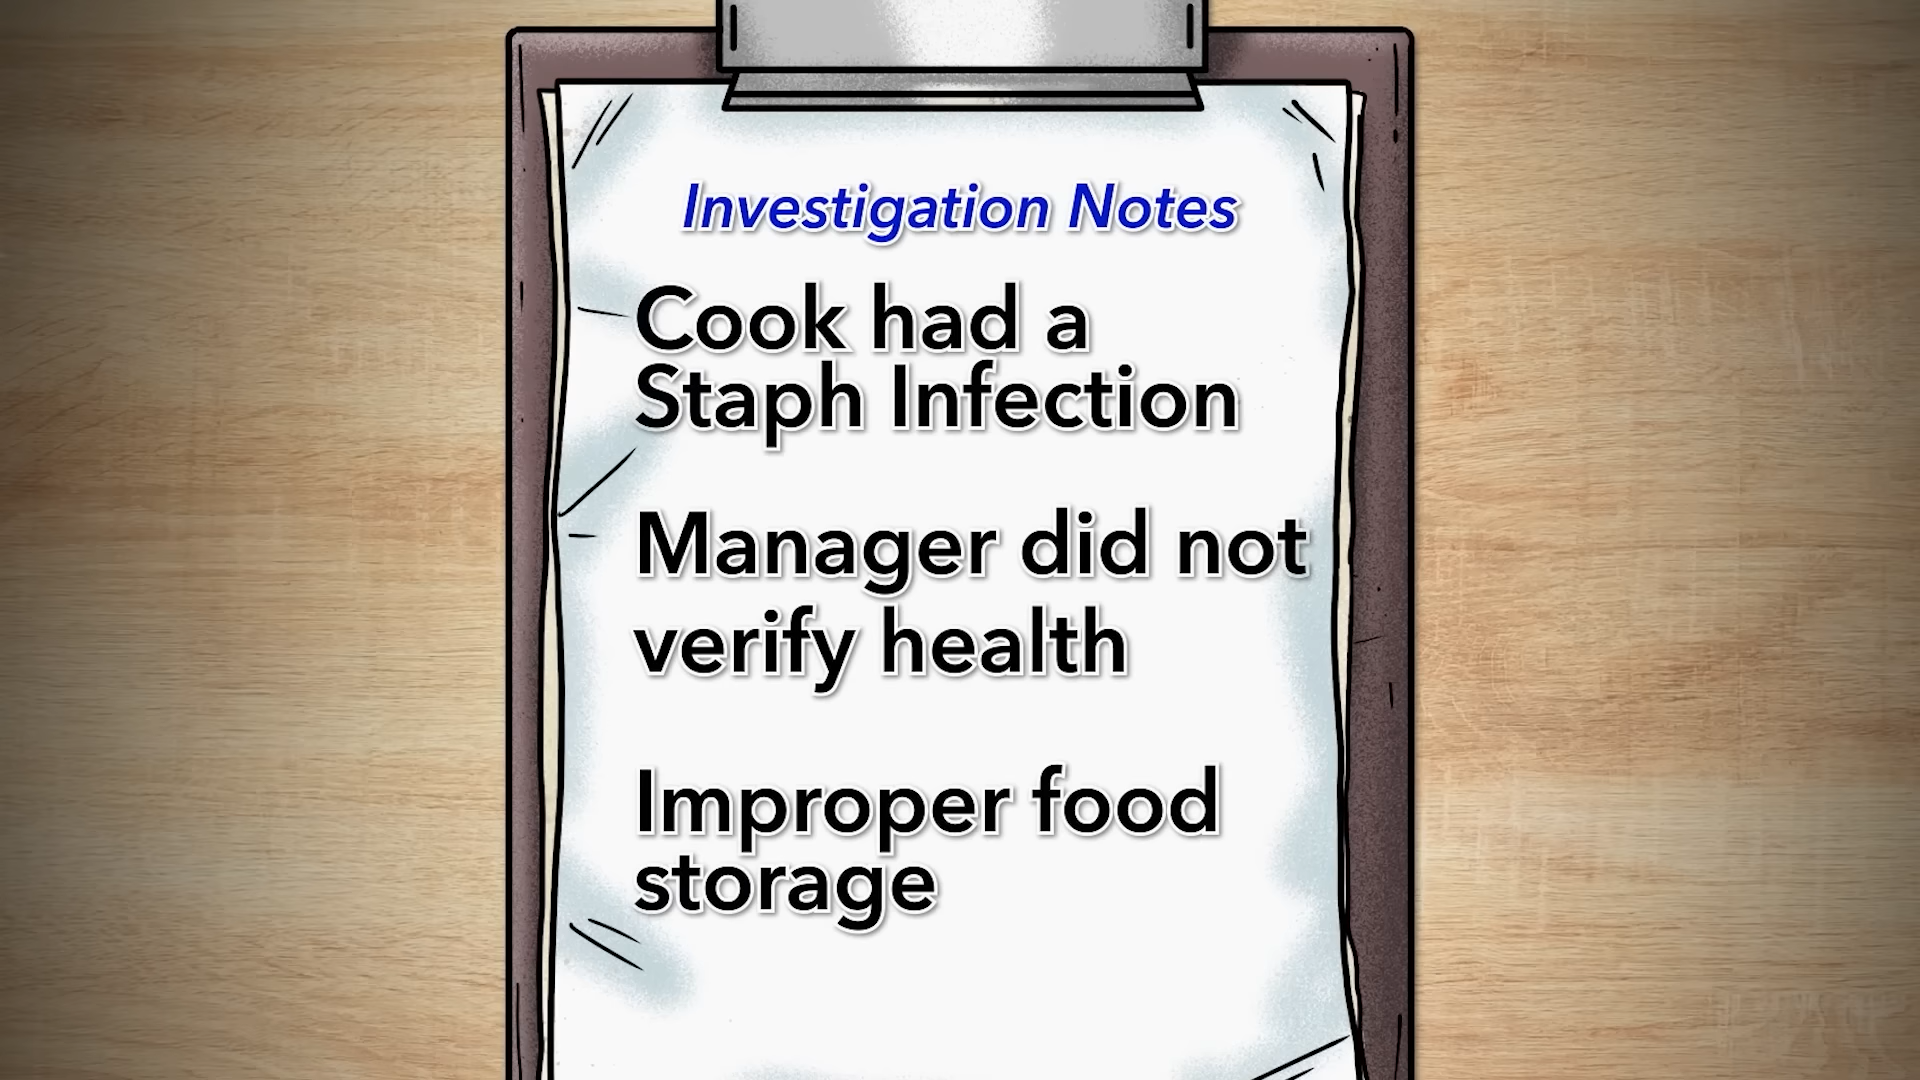 Investigation Notes
Cook had a
Staph Infection
Manager did not
verify health
Improper food
storage